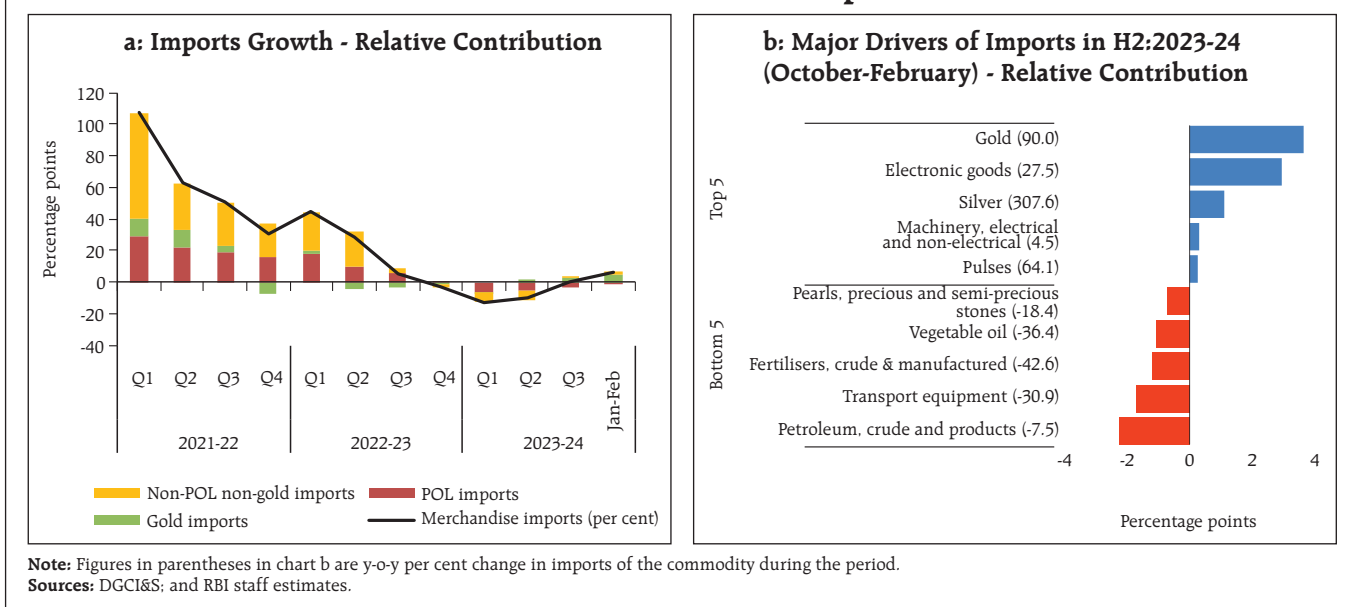 a: Imports Growth - Relative Contribution
Percentage points
120
100
80
60
40
20
0
-20
-40
Q1 Q2 Q3 Q4 Q1 Q2 Q3 Q4 Q1 Q2 Q3 Jan-Feb
2021-22 2022-23 2023-24
Non-POL non-gold imports POL imports
Gold imports Merchandise imports (per cent)
b: Major Drivers of Imports in H2:2023-24
(October-February) - Relative Contribution
Top 5
Gold (90.0)
Electronic goods (27.5)
Silver (307.6)
Machinery, electrical
and non-electrical (4.5)
Pulses (64.1)
Bottom 5
Pearls, precious and semi-precious
stones (-18.4)
Vegetable oil (-36.4)
Fertilisers, crude & manufactured (-42.6)
Transport equipment (-30.9)
Petroleum, crude and products (-7.5)
-4 -2 0 2 4
Percentage points
Note: Figures in parentheses in chart b are y-o-y per cent change in imports of the commodity during the period.
Sources: DGCI&S; and RBI staff estimates.